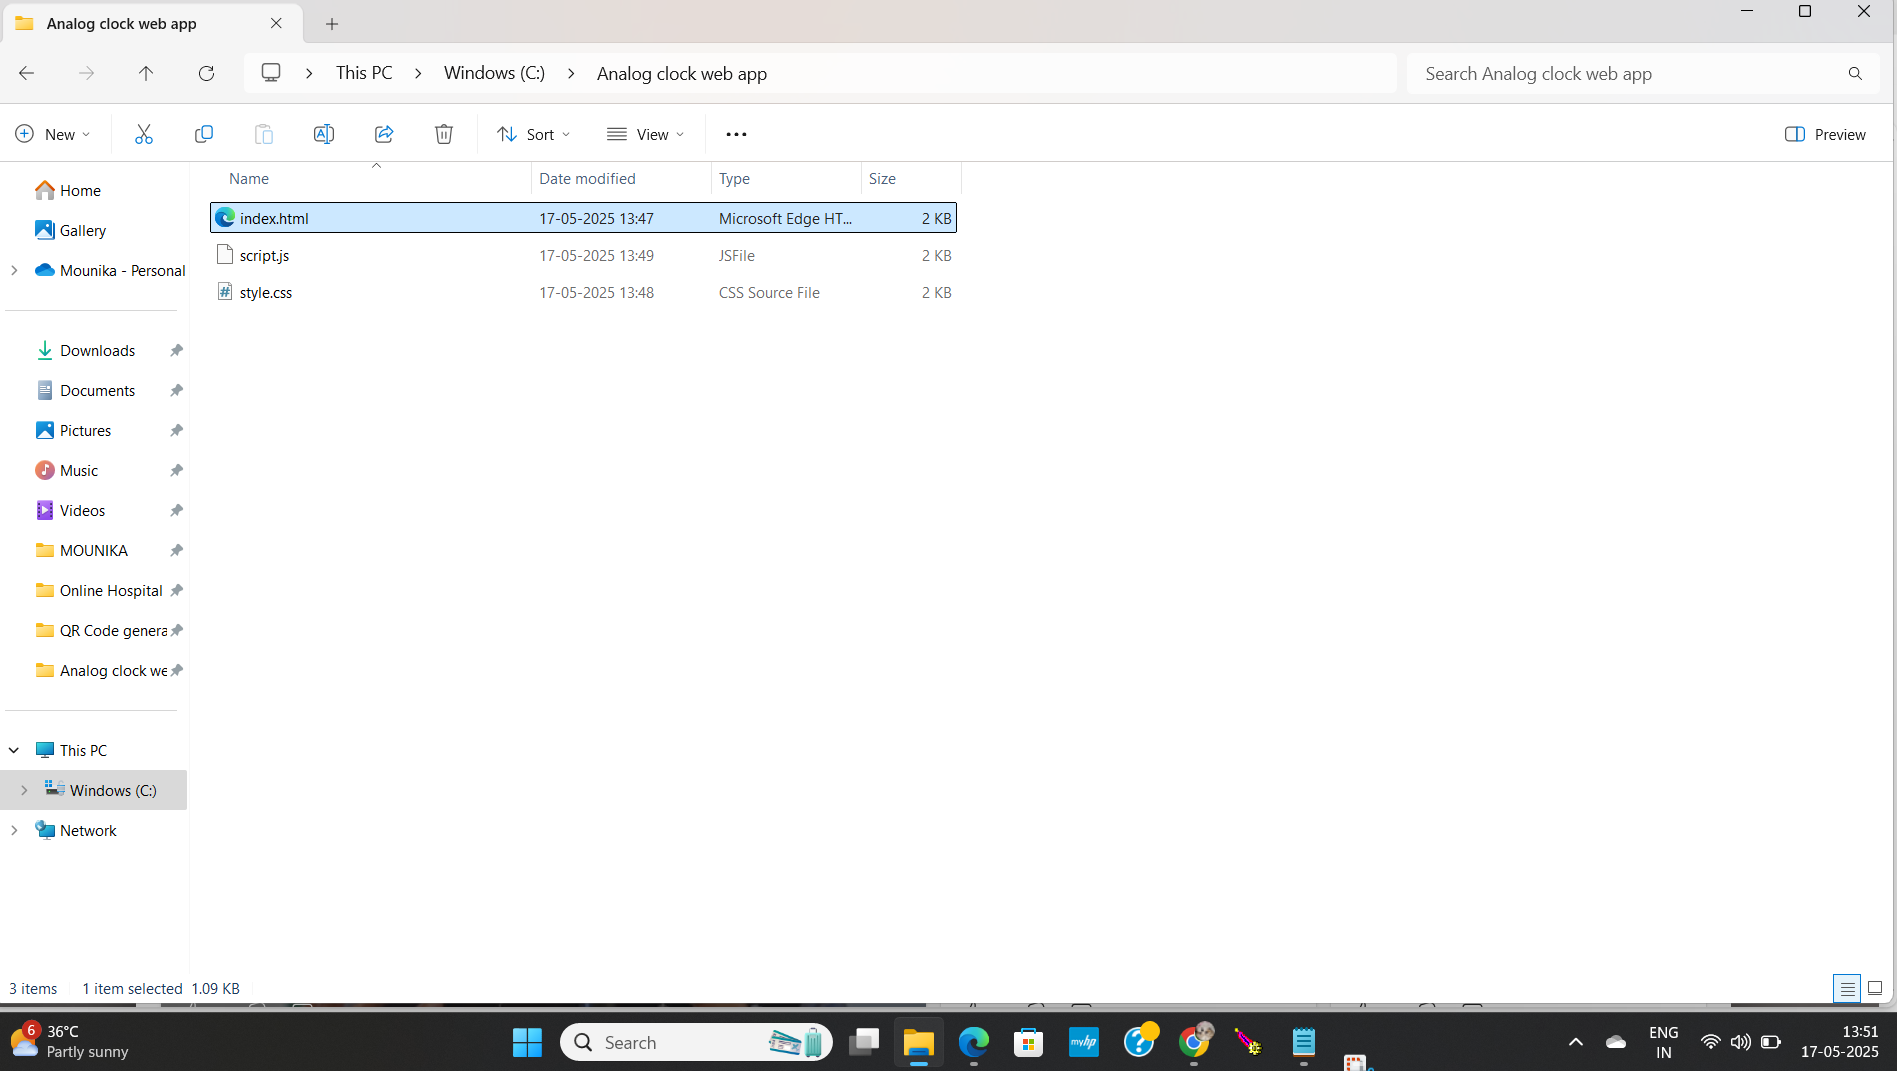 Analog clock web app
This PC
Windows (C:)
Analog clock web app
Search Analog clock web app
New
Sort
View
Preview
Name
Date modified
Type
Size
index.html
17-05-2025 13:47
Microsoft Edge HT...
2 KB
script.js
17-05-2025 13:49
JSFile
2 KB
style.css
17-05-2025 13:48
CSS Source File
2 KB
Home
Gallery
Mounika - Personal
Downloads
Documents
Pictures
Music
Videos
MOUNIKA
Online Hospital
QR Code genera
Analog clock we
This PC
Windows (C:)
Network
3 items
1 item selected 1.09 KB
6
36°C
Partly sunny
Search
myhp
ENG
IN
13:51
17-05-2025